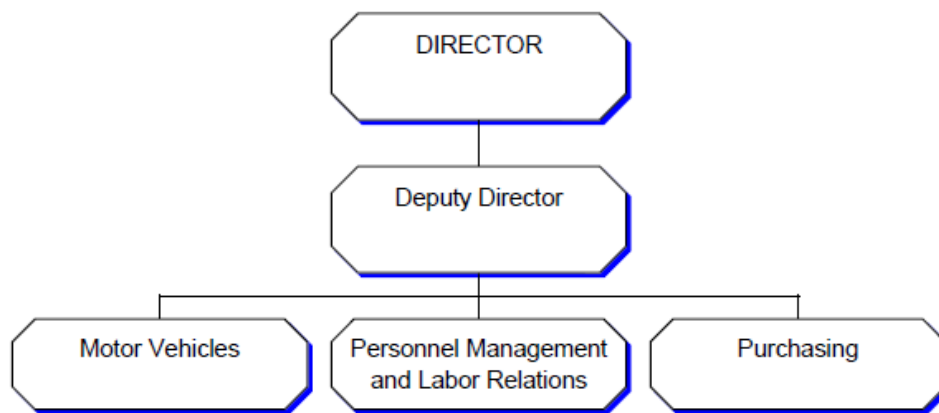 DIRECTOR
Deputy Director
Motor Vehicles
Personnel Management
and Labor Relations
Purchasing